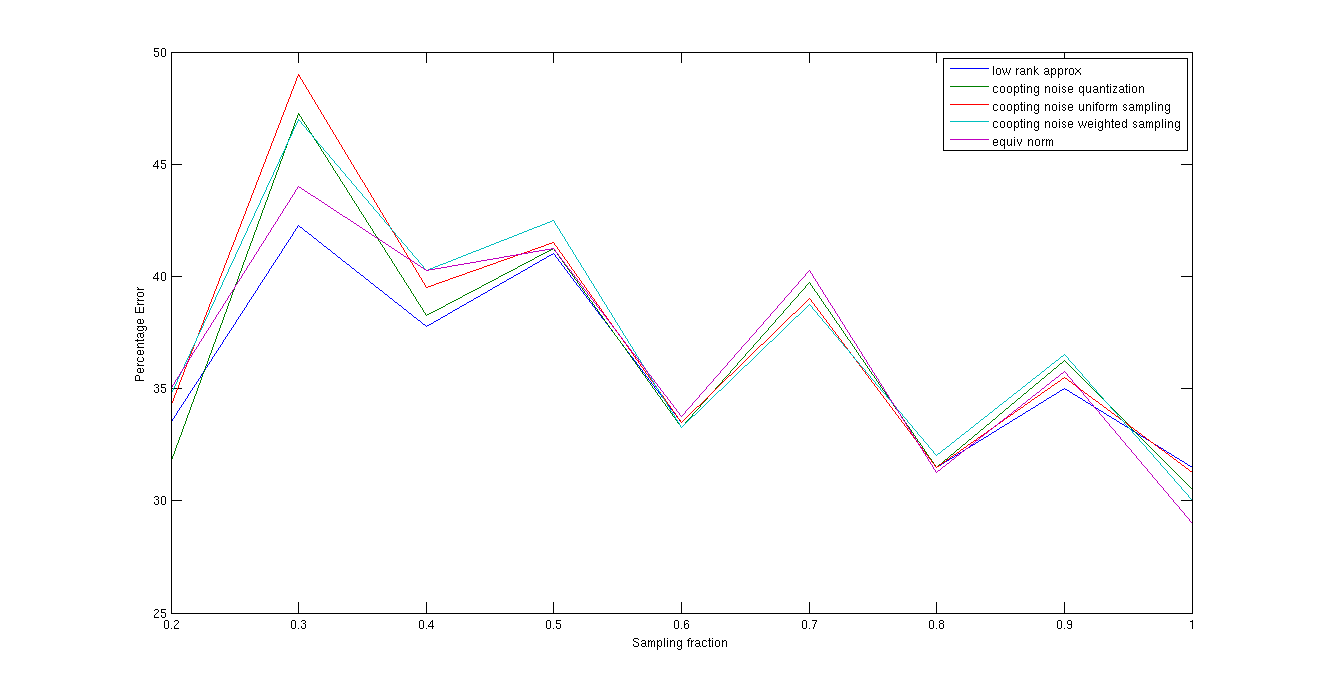 50
45
40
35
30
25
Percentage Error
low rank approx
coopting noise quantization
coopting noise uniform sampling
coopting noise weighted sampling
equiv norm
0.2 0.3 0.4 0.5 0.6 0.7 0.8 0.9 1
Sampling fraction